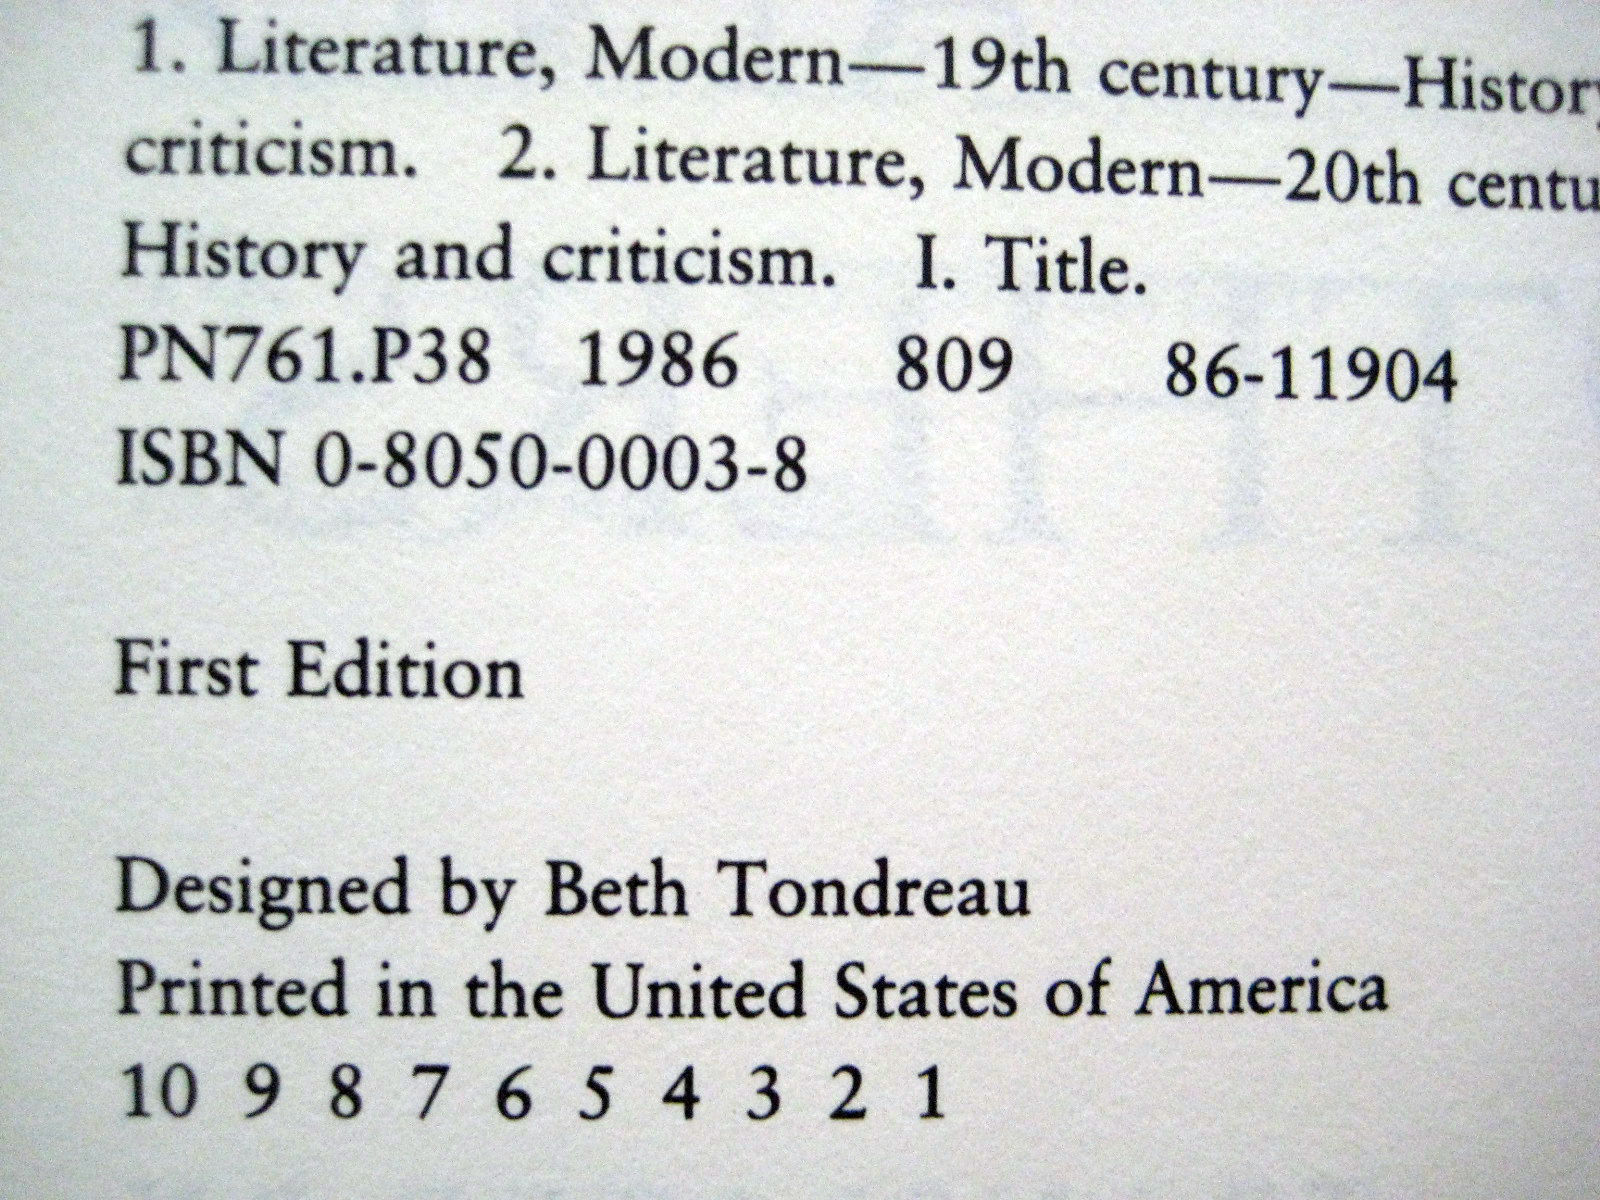 1. Literature, Modern—19th century—History
criticism. 2. Literature, Modern—20th centu
History and criticism. I. Title.
PN761.P38 1986 809 86-11904
ISBN 0-8050-0003-8
First Edition
Designed by Beth Tondreau
Printed in the United States of America
10 9 8 7 6 5 4 3 2 1